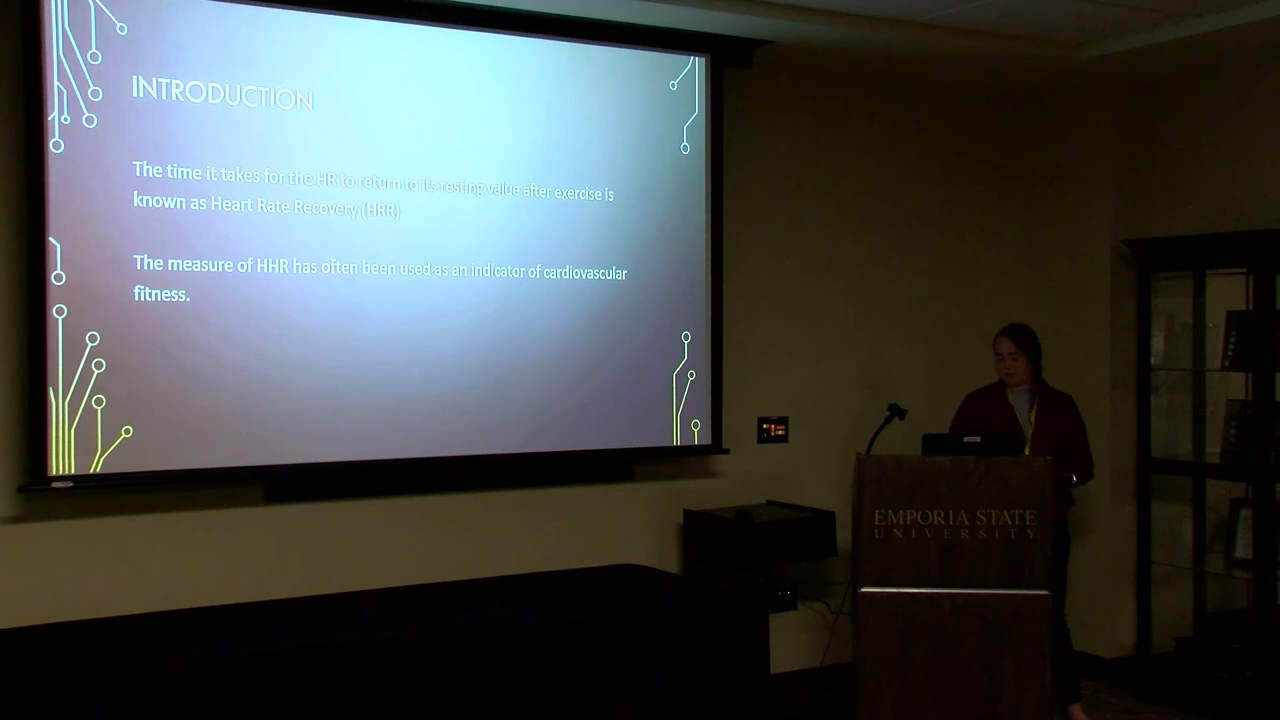 INTRODUCTION
The time it takes for the HR to return to its resting value after exercise is
known as Heart Rate Recovery (HRR)
The measure of HHR has often been used as an indicator of cardiovascular
fitness.
EMPORIA STATE
UNIVERSITY